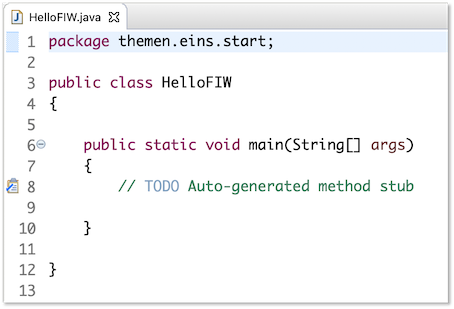 HelloFIW.java
1 package themen.eins.start;
2
3 public class HelloFIW
4 {
5
6 public static void main(String[] args)
7 {
8 // TODO Auto-generated method stub
9
10 }
11
12 }
13